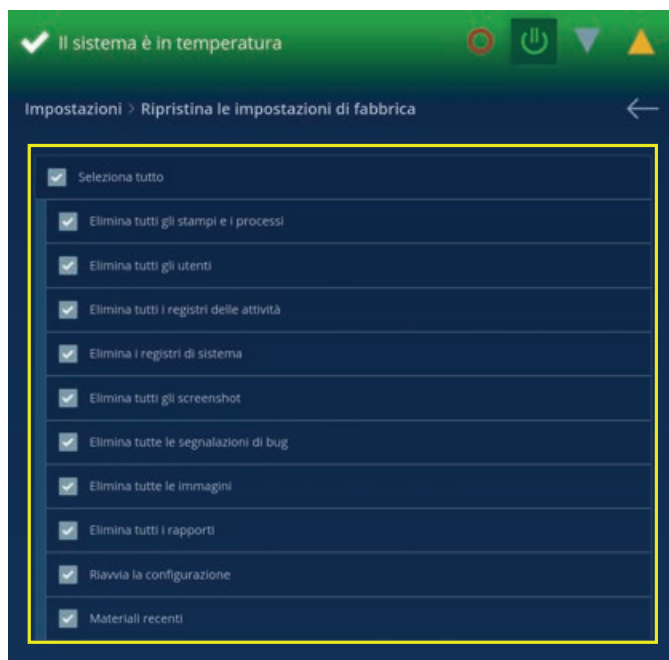 Il sistema è in temperatura
Impostazioni > Ripristina le impostazioni di fabbrica
Seleziona tutto
Elimina tutti gli stampi e i processi
Elimina tutti gli utenti
Elimina tutti i registri delle attività
Elimina i registri di sistema
Elimina tutti gli screenshot
Elimina tutte le segnalazioni di bug
Elimina tutte le immagini
Elimina tutti i rapporti
Riavvia la configurazione
Materiali recenti